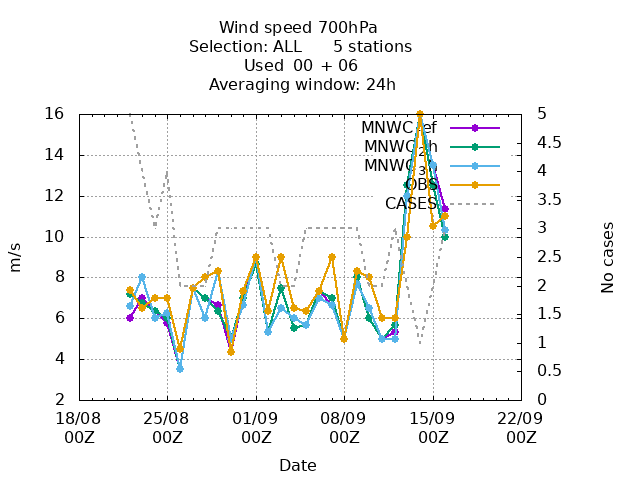 Wind speed 700hPa
Selection: ALL 5 stations
Used 00 + 06
Averaging window: 24h
16
14
12
10
8
6
4
2
m/s
5
4.5
4
3.5
3
2.5
2
1.5
1
0.5
0
No cases
OBS
CASES
18/08 25/08 01/09 08/09 15/09 22/09
00Z 00Z 00Z 00Z 00Z 00Z
Date